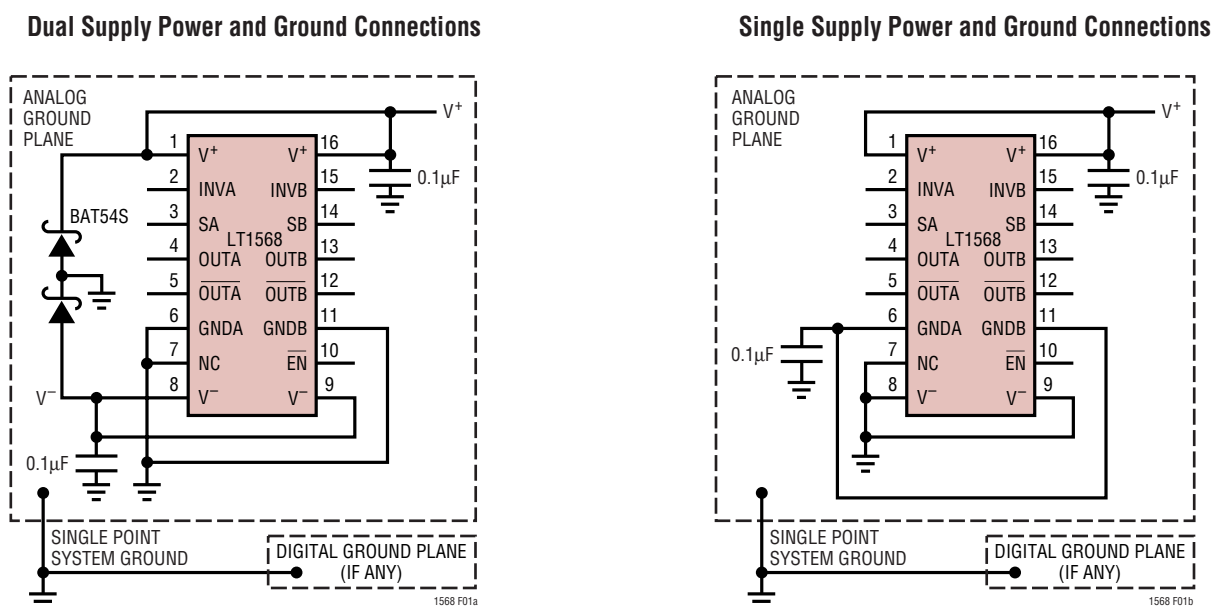 Dual Supply Power and Ground Connections
ANALOG
GROUND
PLANE
V+
1
V+
V+
16
0.1µF
2
INVA
INVB
15
BAT54S
3
SA
SB
14
LT1568
4
OUTA
OUTB
13
5
OUTA
OUTB
12
6
GNDA
GNDB
11
7
NC
EN
10
V–
8
V–
V–
9
0.1µF
SINGLE POINT
SYSTEM GROUND
DIGITAL GROUND PLANE
(IF ANY)
1568 F01a
Single Supply Power and Ground Connections
ANALOG
GROUND
PLANE
V+
1
V+
V+
16
0.1µF
2
INVA
INVB
15
3
SA
SB
14
LT1568
4
OUTA
OUTB
13
5
OUTA
OUTB
12
6
GNDA
GNDB
11
0.1µF
7
NC
EN
10
8
V–
V–
9
SINGLE POINT
SYSTEM GROUND
DIGITAL GROUND PLANE
(IF ANY)
1568 F01b